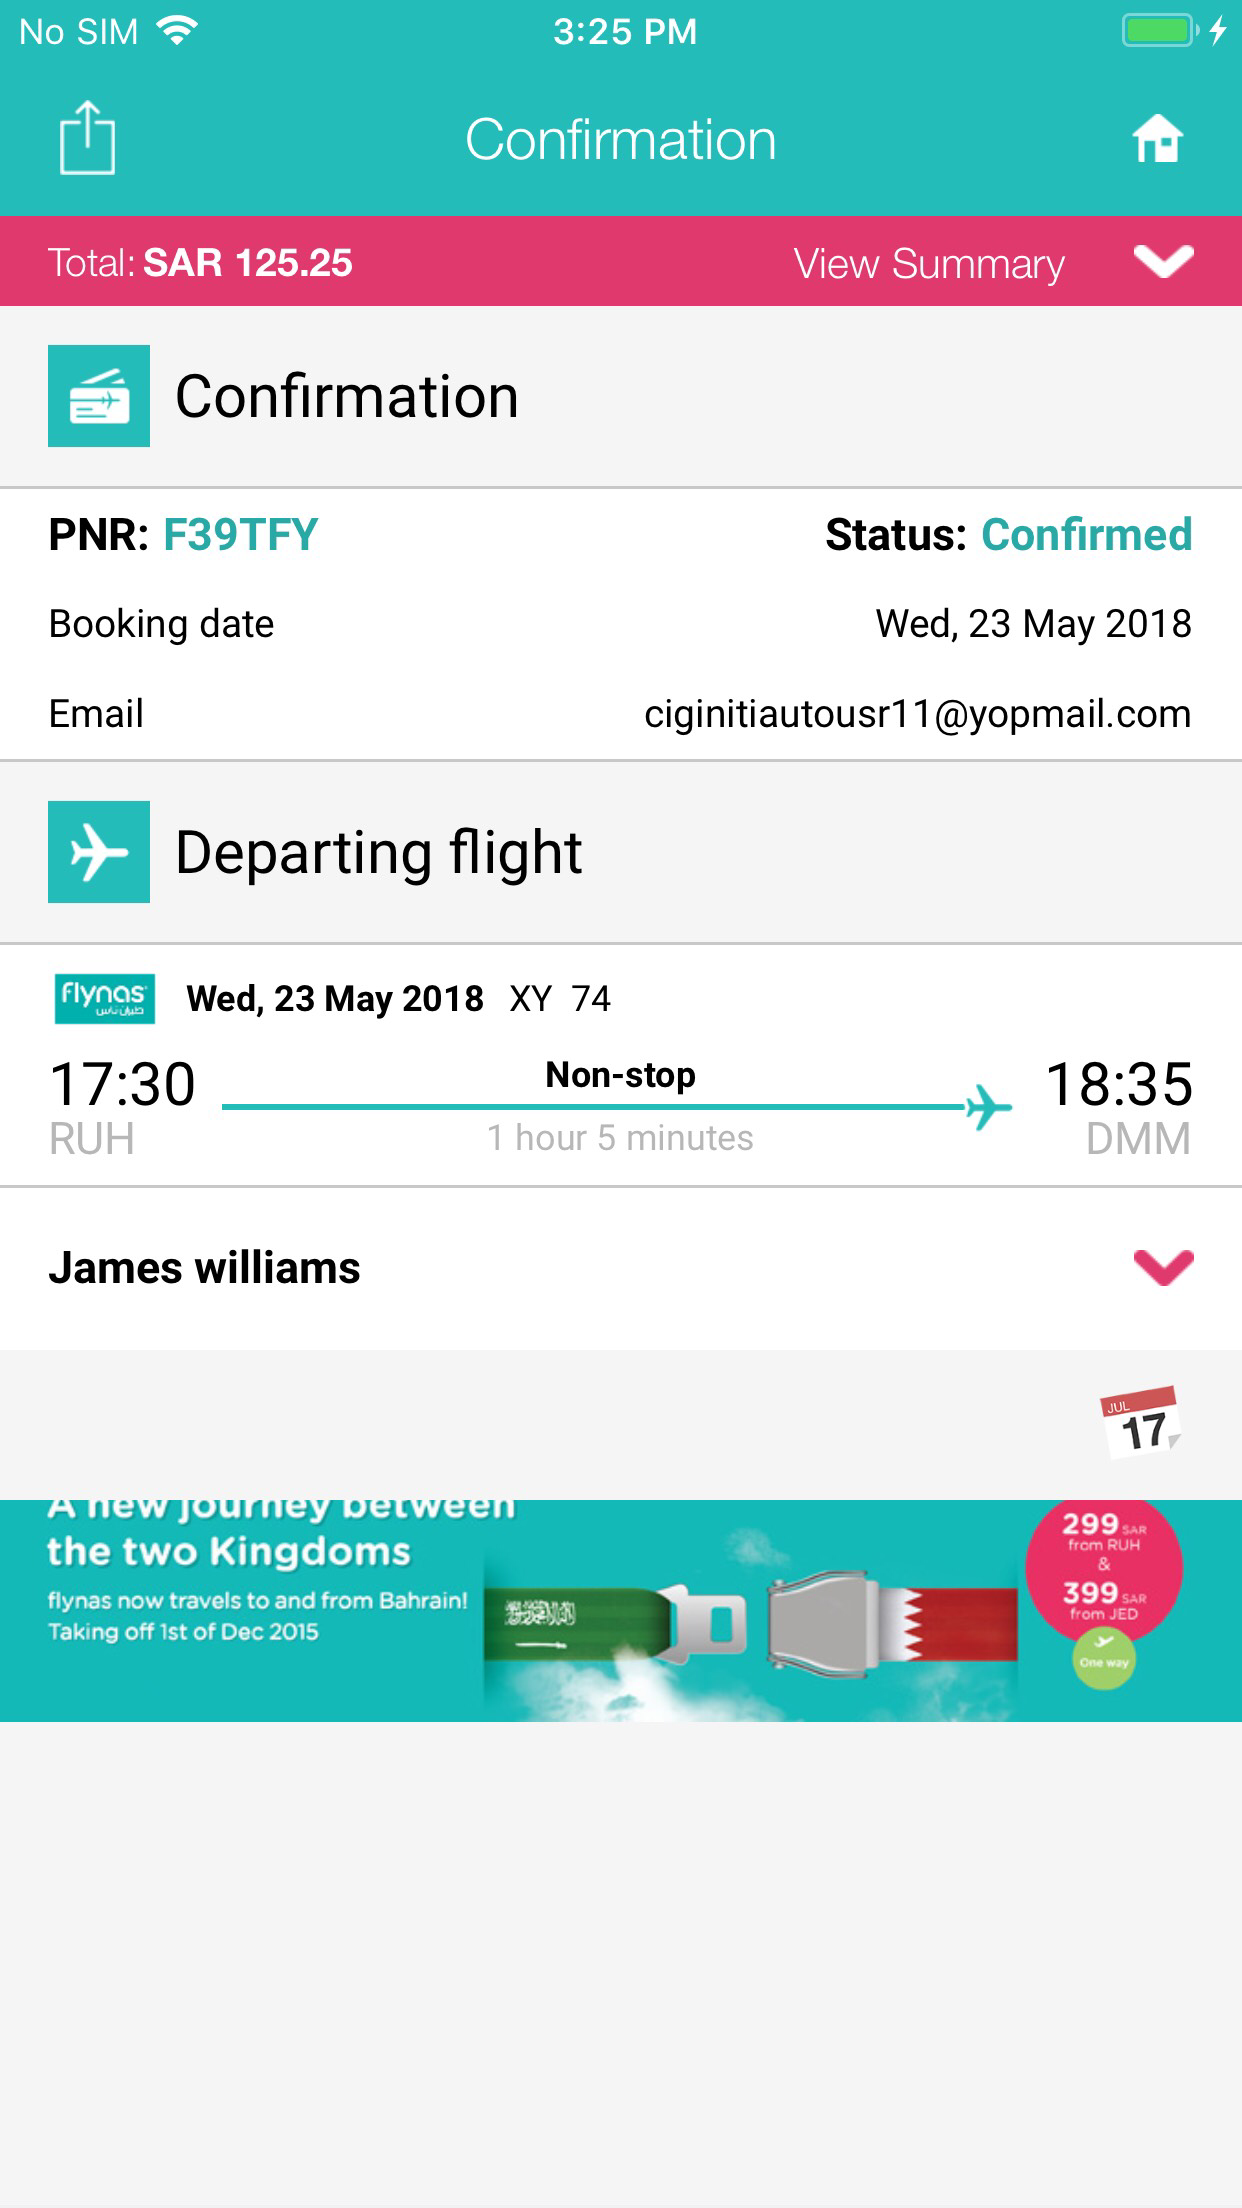 No SIM 3:25 PM
Confirmation
Total: SAR 125.25 View Summary
Confirmation
PNR: F39TFY Status: Confirmed
Booking date Wed, 23 May 2018
Email ciginitiautousr11@yopmail.com
Departing flight
flynas
طيران ناس
Wed, 23 May 2018 XY 74
17:30 Non-stop 18:35
RUH 1 hour 5 minutes DMM
James williams
JUL
17
A new journey between
the two Kingdoms
flynas now travels to and from Bahrain!
Taking off 1st of Dec 2015
299 SAR
from RUH
&
399 SAR
from JED
One way